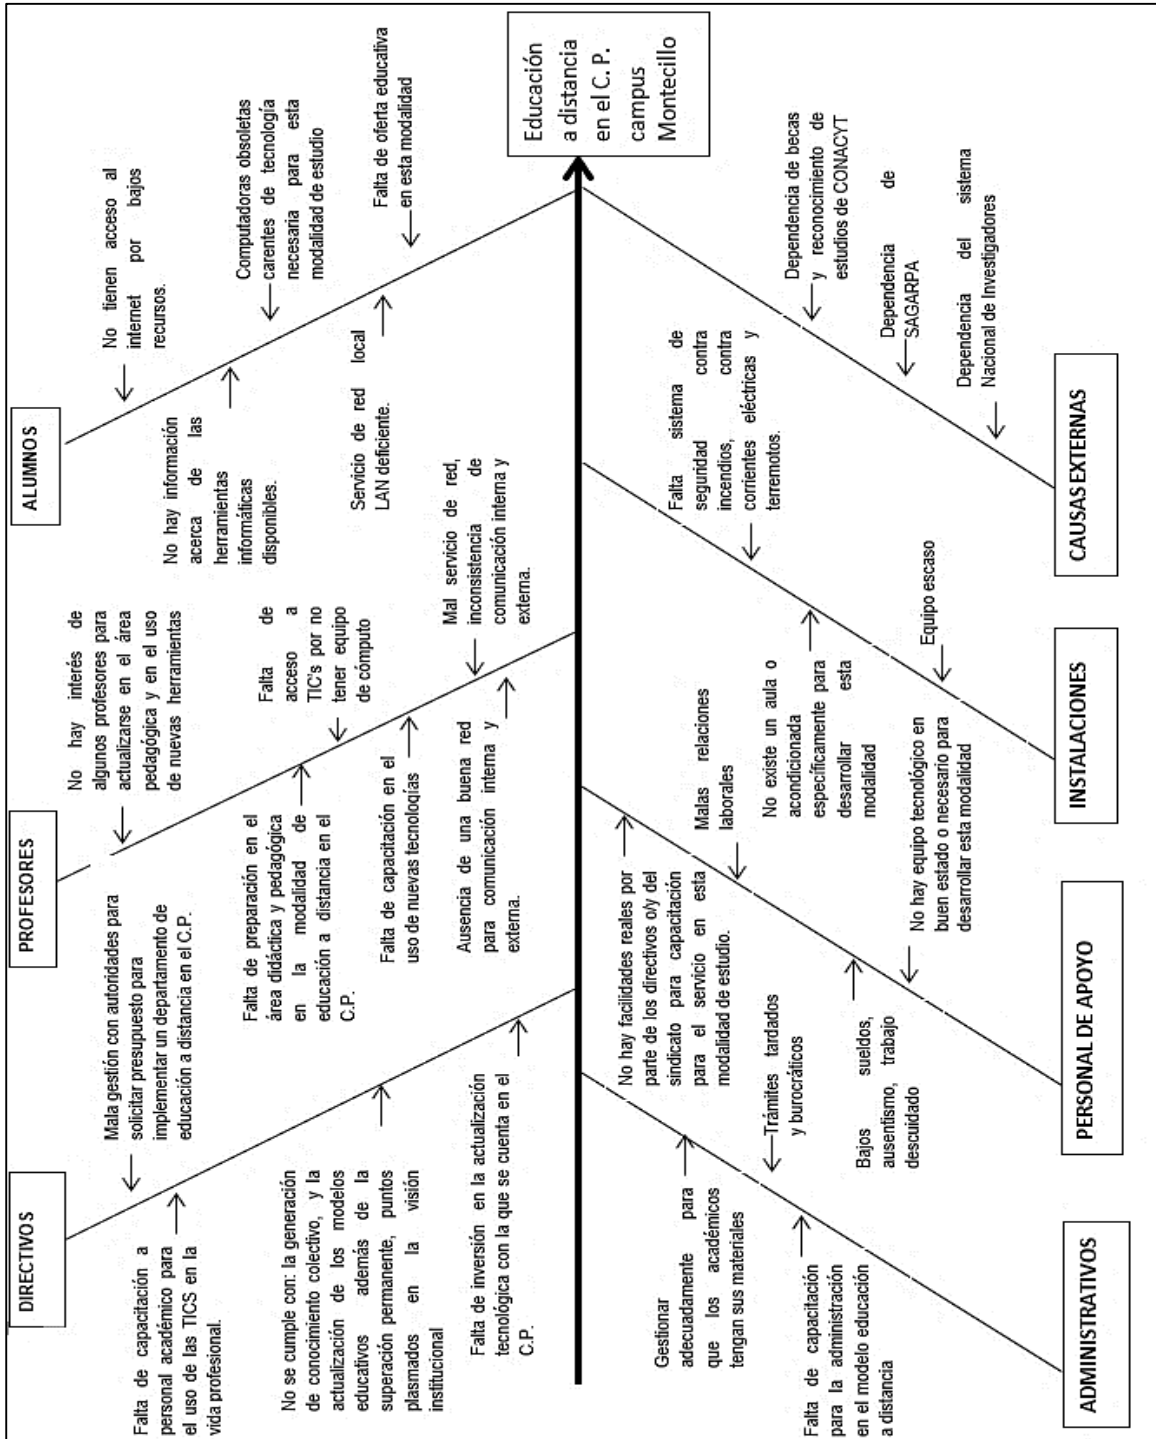 DIRECTIVOS
Mala gestión con autoridades para
solicitar presupuesto para
implementar un departamento de
educación a distancia en el C.P.
Falta de capacitación a
personal académico para
el uso de las TICS en la
vida profesional.
No se cumple con: la generación
de conocimiento colectivo, y la
actualización de los modelos
educativos además de la
superación permanente, puntos
plasmados en la visión
institucional
Falta de inversión en la actualización
tecnológica con la que se cuenta en el
C.P.
PROFESORES
No hay interés de
algunos profesores para
actualizarse en el área
pedagógica y en el uso
de nuevas herramientas
Falta de preparación en el
área didáctica y pedagógica
en la modalidad de
educación a distancia en el
C.P.
Falta de
acceso a
TIC's por no
tener equipo
de cómputo
Falta de capacitación en el
uso de nuevas tecnologías
Mal servicio de red,
inconsistencia de
comunicación interna y
externa.
Ausencia de una buena red
para comunicación interna y
externa.
ALUMNOS
No tienen acceso al
internet por bajos
recursos.
No hay información
acerca de las
herramientas
informáticas
disponibles.
Computadoras obsoletas
carentes de tecnología
necesaria para esta
modalidad de estudio
Servicio de red local
LAN deficiente.
Falta de oferta educativa
en esta modalidad
Educación
a distancia
en el C. P.
campus
Montecillo
Gestionar
adecuadamente para
que los académicos
tengan sus materiales
Trámites tardados
y burocráticos
Falta de capacitación
para la administración
en el modelo educación
a distancia
ADMINISTRATIVOS
No hay facilidades reales por
parte de los directivos o/y del
sindicato para capacitación
para el servicio en esta
modalidad de estudio.
Malas relaciones
laborales
Bajos sueldos,
ausentismo, trabajo
descuidado
No hay equipo tecnológico en
buen estado o necesario para
desarrollar esta modalidad
PERSONAL DE APOYO
Falta sistema de
seguridad contra
incendios, contra
corrientes eléctricas y
terremotos.
No existe un aula o
acondicionada
específicamente para
desarrollar esta
modalidad
Equipo escaso
INSTALACIONES
Dependencia de becas
y reconocimiento de
estudios de CONACYT
Dependencia de
SAGARPA
Dependencia del sistema
Nacional de Investigadores
CAUSAS EXTERNAS